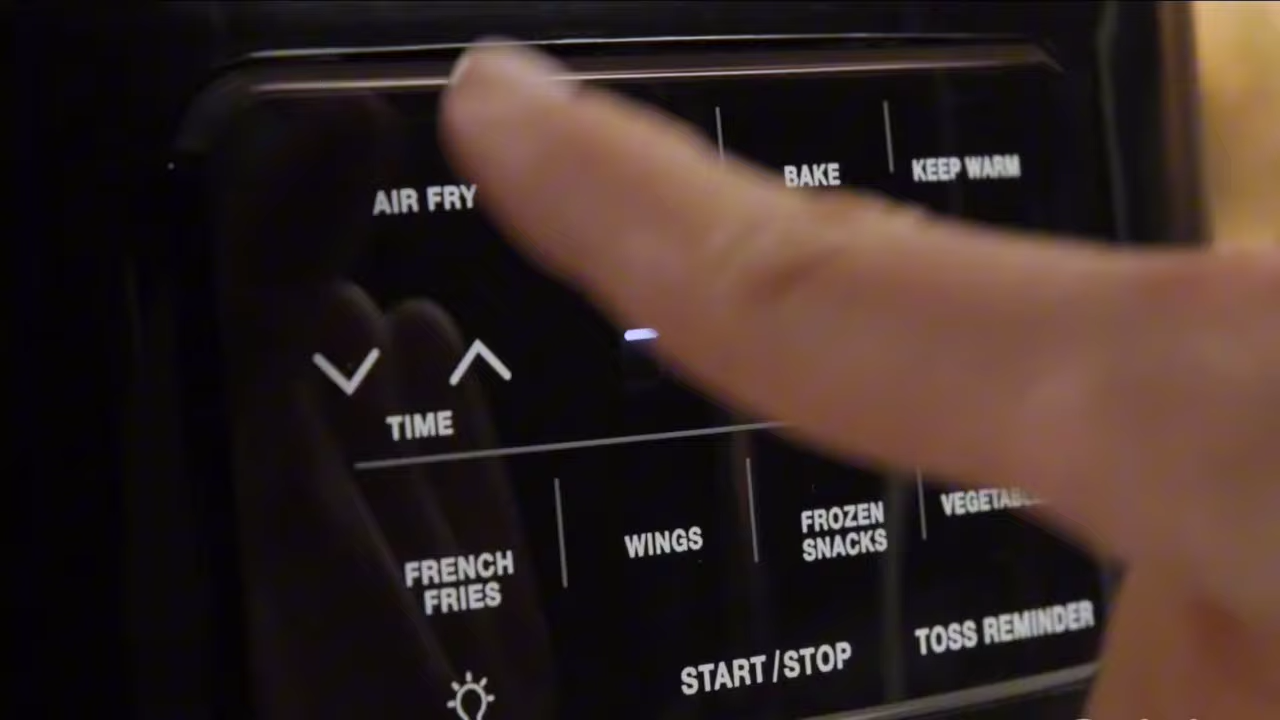 AIR FRY
BAKE
KEEP WARM
TIME
FRENCH
FRIES
WINGS
FROZEN
SNACKS
START/STOP
TOSS REMINDER